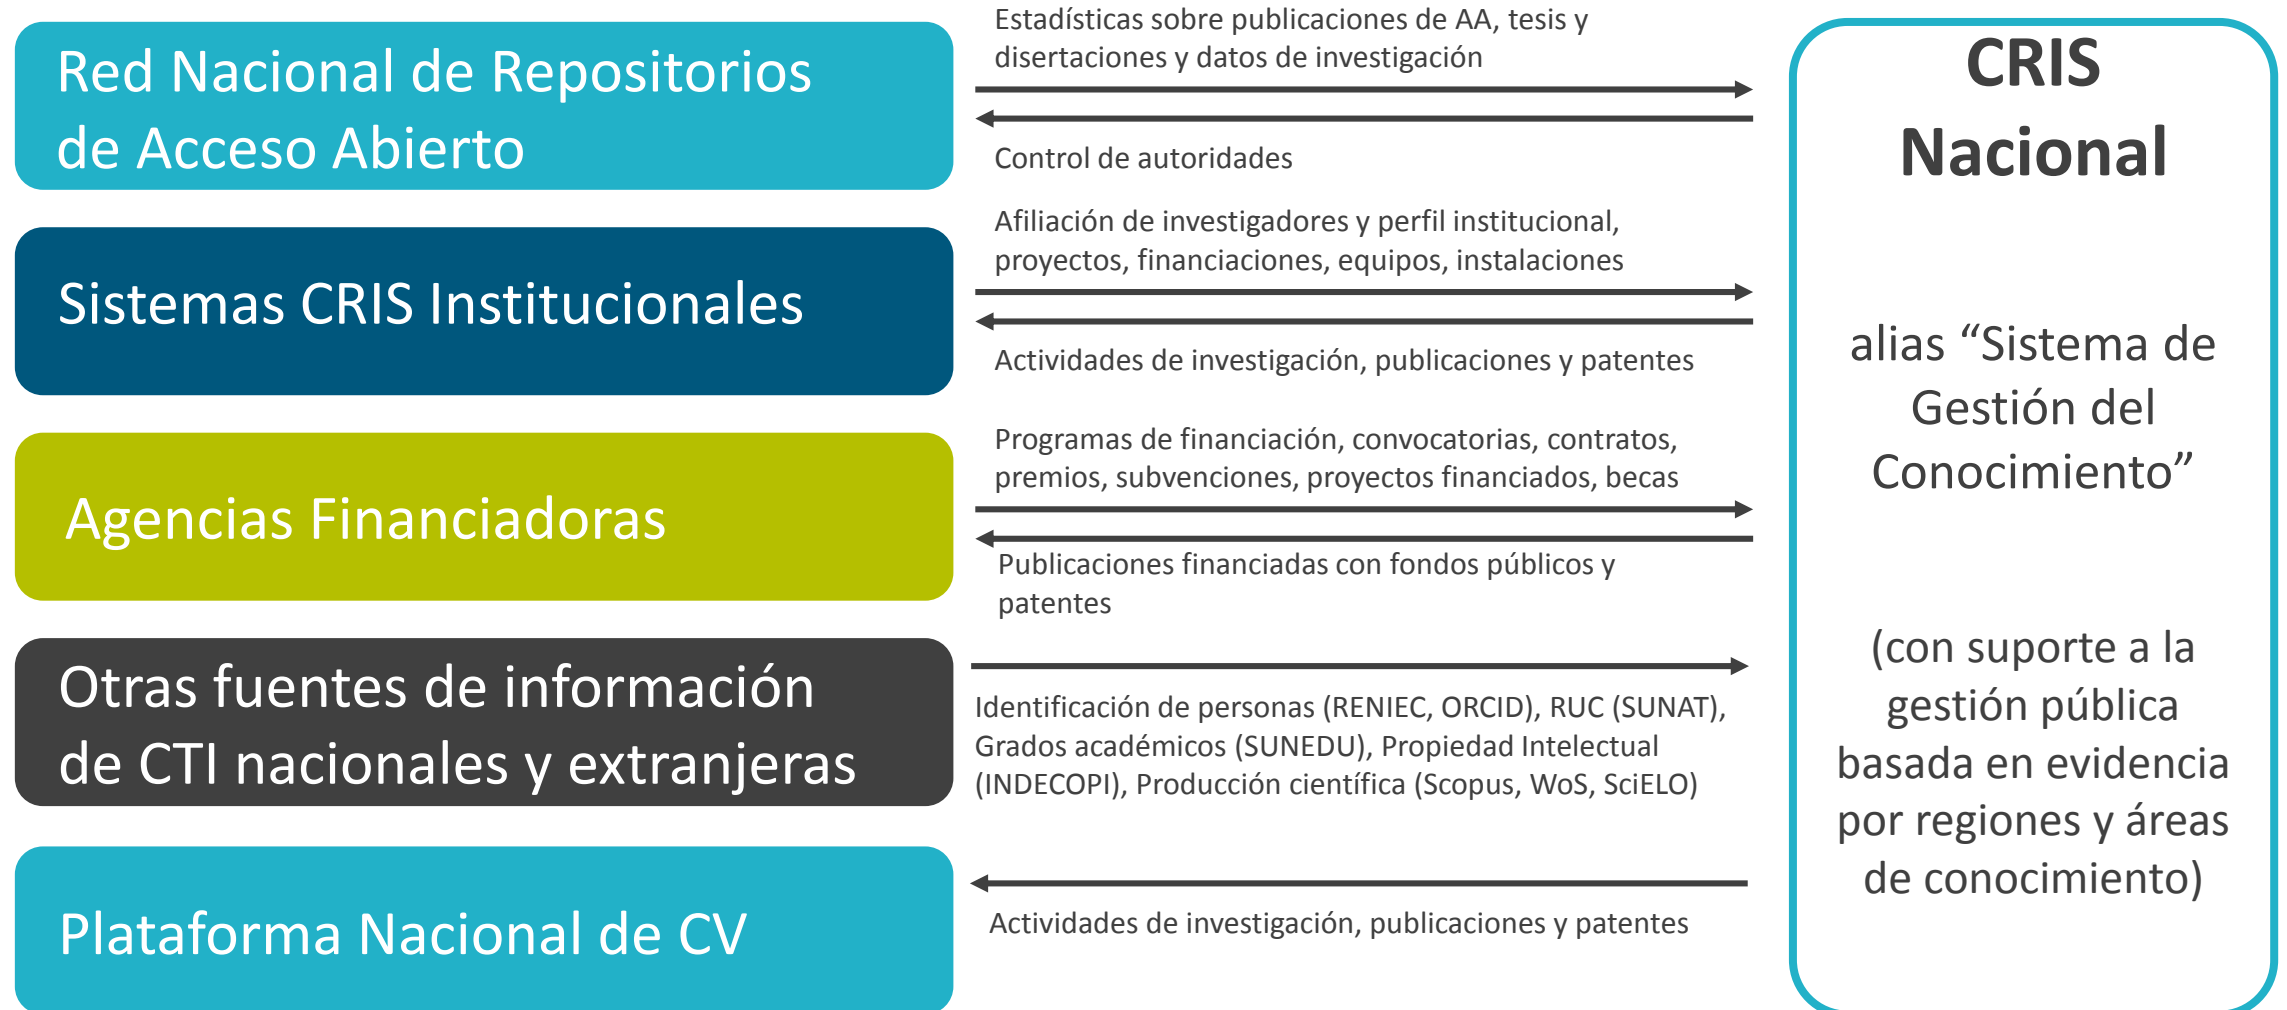 Red Nacional de Repositorios
de Acceso Abierto
Estadísticas sobre publicaciones de AA, tesis y
disertaciones y datos de investigación
Control de autoridades
Sistemas CRIS Institucionales
Afiliación de investigadores y perfil institucional,
proyectos, financiaciones, equipos, instalaciones
Actividades de investigación, publicaciones y patentes
Agencias Financiadoras
Programas de financiación, convocatorias, contratos,
premios, subvenciones, proyectos financiados, becas
Publicaciones financiadas con fondos públicos y
patentes
Otras fuentes de información
de CTI nacionales y extranjeras
Identificación de personas (RENIEC, ORCID), RUC (SUNAT),
Grados académicos (SUNEDU), Propiedad Intelectual
(INDECOPI), Producción científica (Scopus, WoS, SciELO)
Plataforma Nacional de CV
Actividades de investigación, publicaciones y patentes
CRIS
Nacional
alias “Sistema de
Gestión del
Conocimiento”
(con suporte a la
gestión pública
basada en evidencia
por regiones y áreas
de conocimiento)